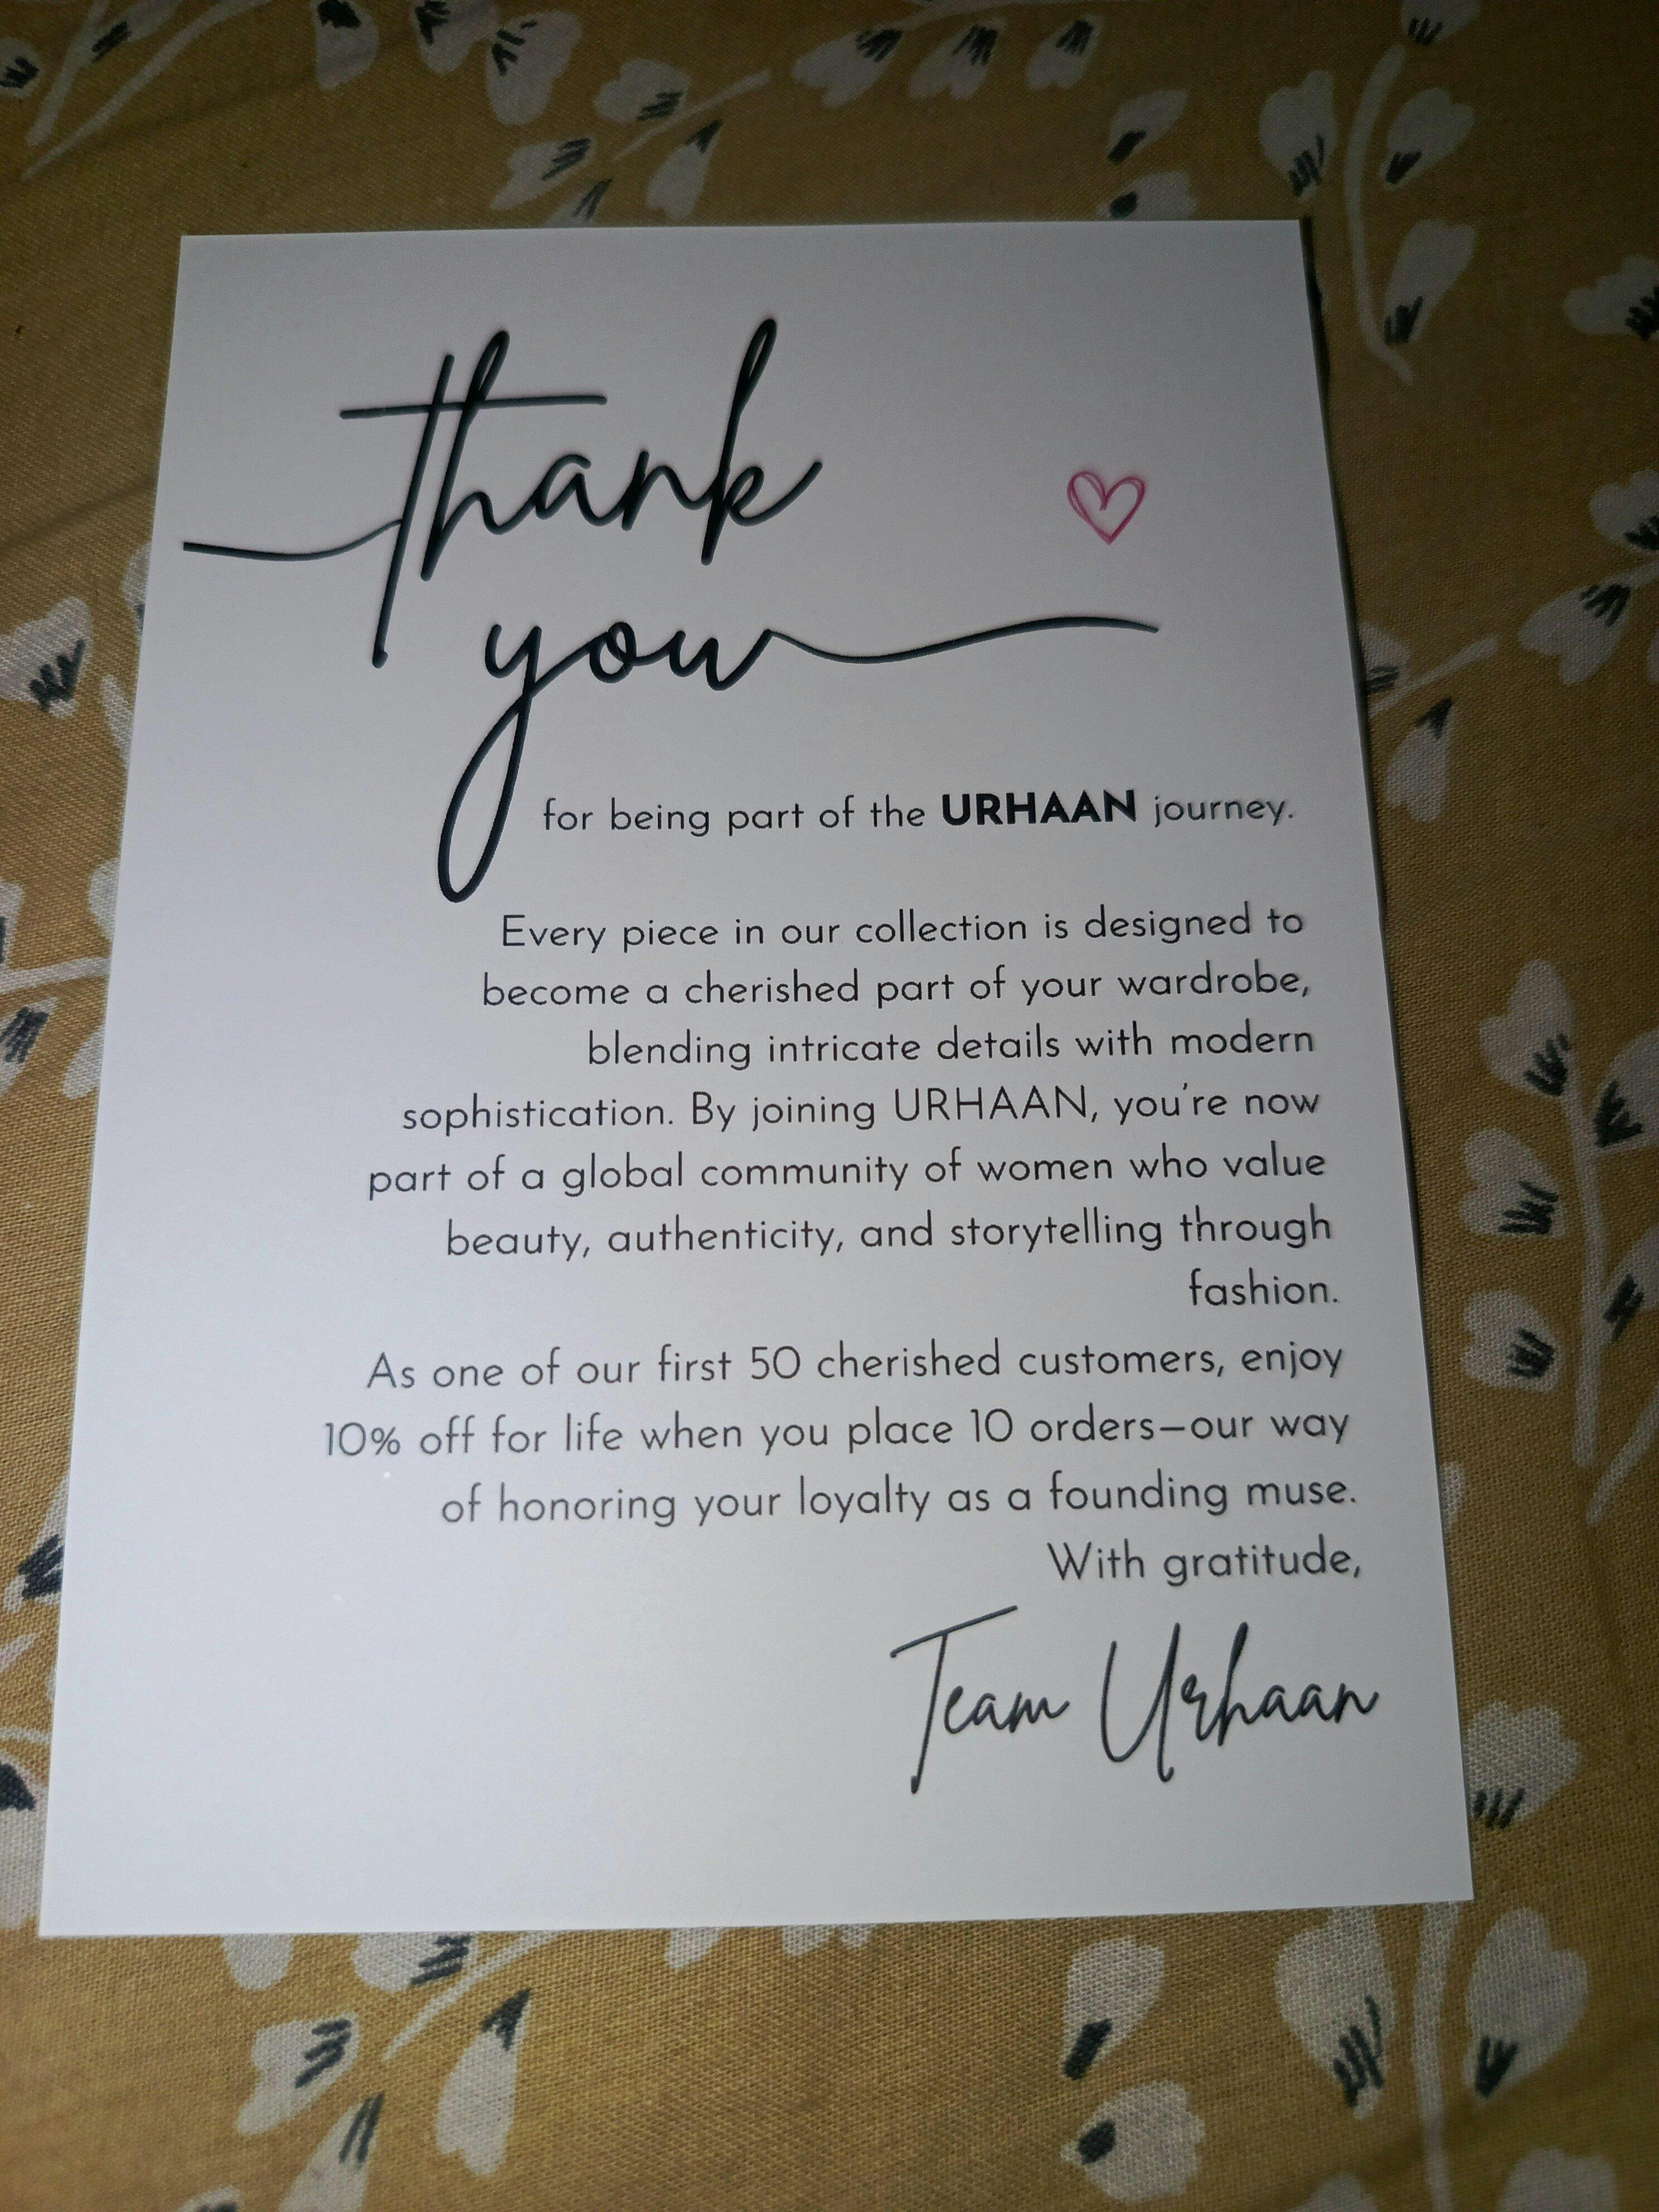 thank
you
for being part of the URHAAN journey.
Every piece in our collection is designed to
become a cherished part of your wardrobe,
blending intricate details with modern
sophistication. By joining URHAAN, you're now
part of a global community of women who value
beauty, authenticity, and storytelling through
fashion.
As one of our first 50 cherished customers, enjoy
10% off for life when you place 10 orders—our way
of honoring your loyalty as a founding muse.
With gratitude,
Team Urhaan